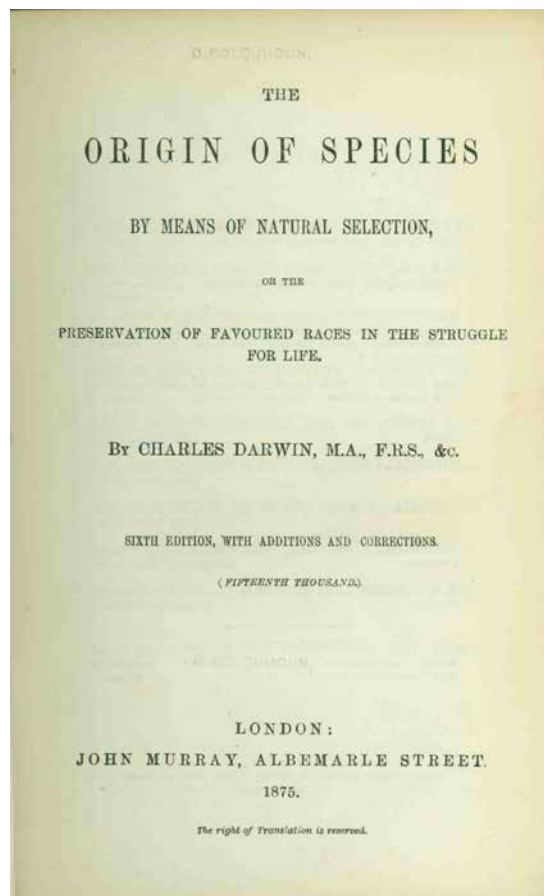 D. COLQUHOUN.
THE
ORIGIN OF SPECIES
BY MEANS OF NATURAL SELECTION,
OR THE
PRESERVATION OF FAVOURED RACES IN THE STRUGGLE
FOR LIFE.
BY CHARLES DARWIN, M.A., F.R.S., &c.
SIXTH EDITION, WITH ADDITIONS AND CORRECTIONS.
(FIFTEENTH THOUSAND.)
D. COLQUHOUN.
LONDON:
JOHN MURRAY, ALBEMARLE STREET.
1875.
The right of Translation is reserved.